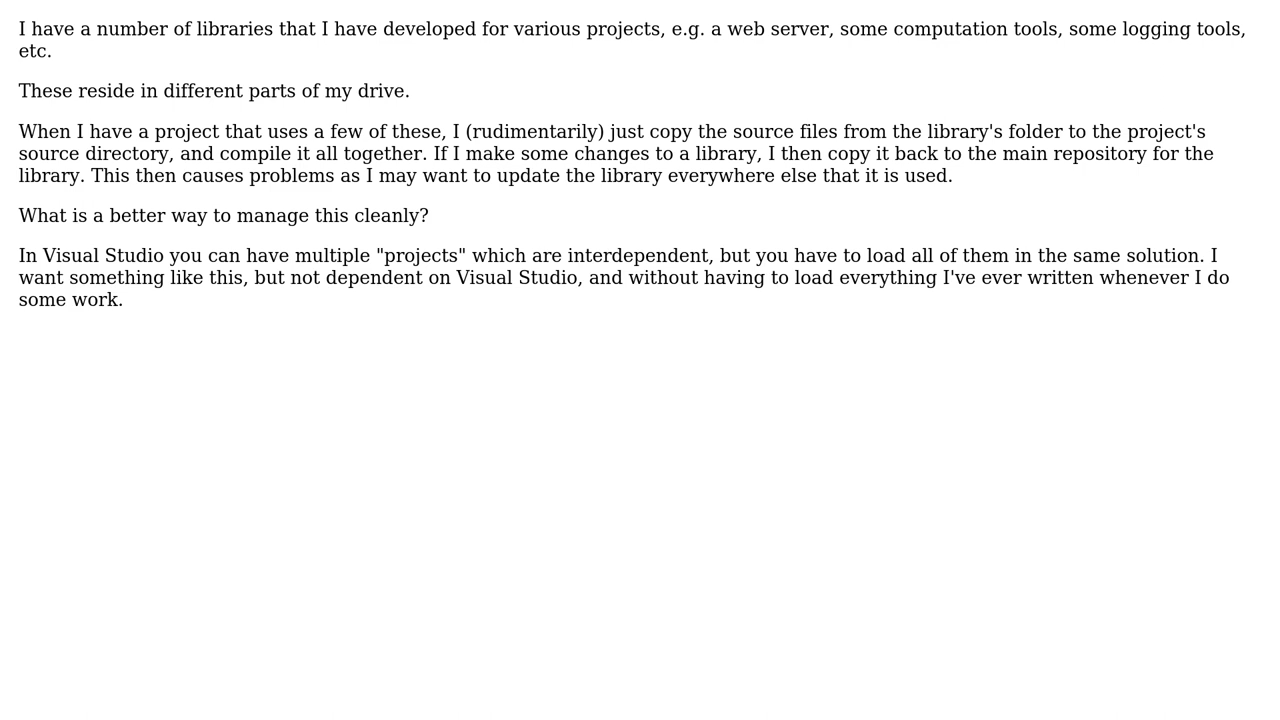 I have a number of libraries that I have developed for various projects, e.g. a web server, some computation tools, some logging tools,
etc.
These reside in different parts of my drive.
When I have a project that uses a few of these, I (rudimentarily) just copy the source files from the library's folder to the project's
source directory, and compile it all together. If I make some changes to a library, I then copy it back to the main repository for the
library. This then causes problems as I may want to update the library everywhere else that it is used.
What is a better way to manage this cleanly?
In Visual Studio you can have multiple "projects" which are interdependent, but you have to load all of them in the same solution. I
want something like this, but not dependent on Visual Studio, and without having to load everything I've ever written whenever I do
some work.